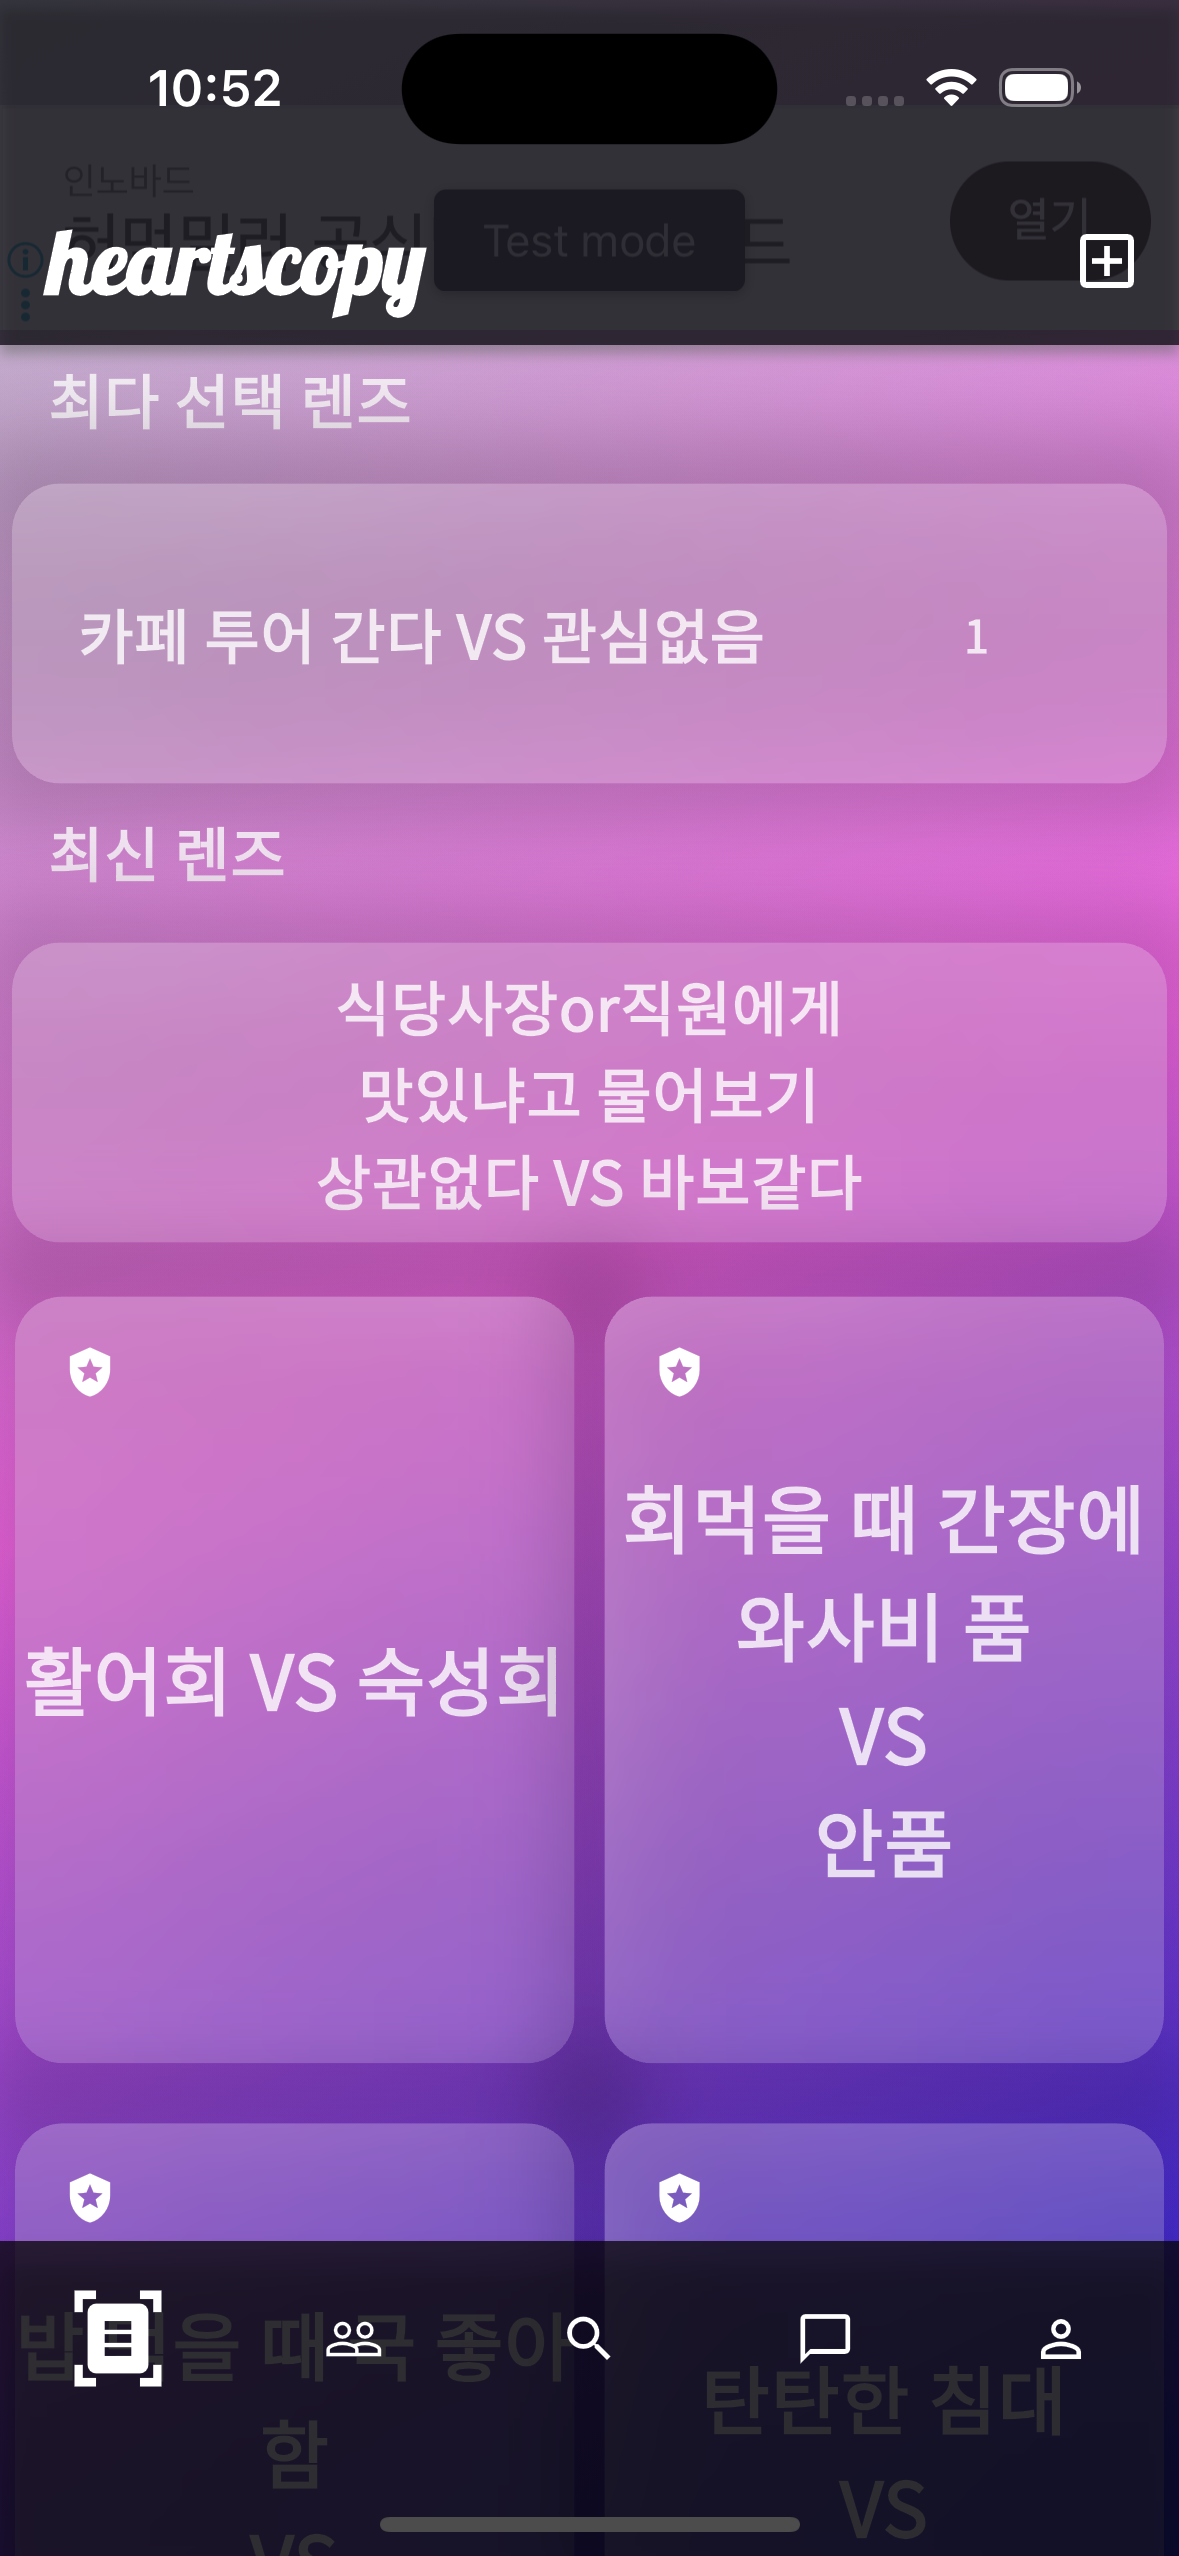 10:52
인노바드
Test mode
열기
heartscopy
최다 선택 렌즈
카페 투어 간다 VS 관심없음
1
최신 렌즈
식당사장or직원에게
맛있냐고 물어보기
상관없다 VS 바보같다
활어회 VS 숙성회
회먹을 때 간장에
와사비 품
VS
안품
을 때 국 좋아
함
VS
탄탄한 침대
VS